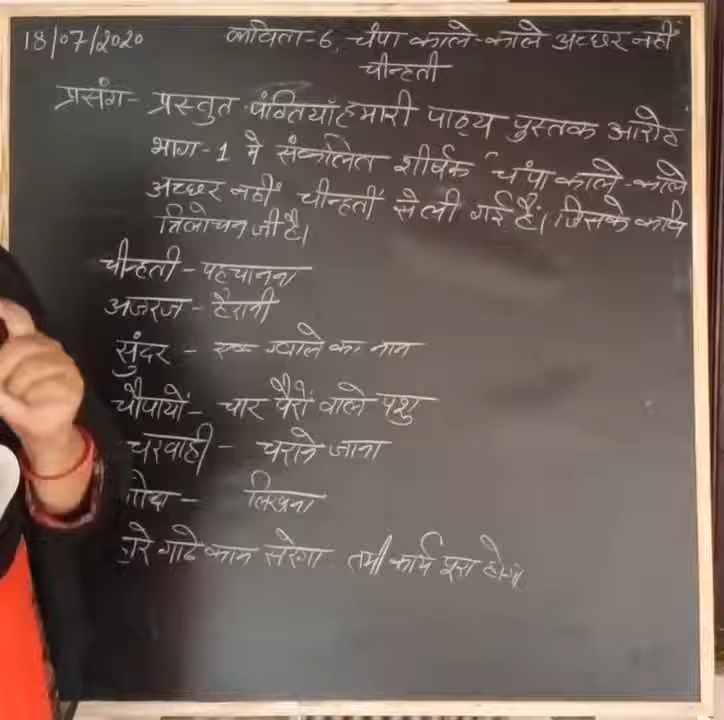 18/07/2020 कविता-6, चंपा काले-काले अच्छर नहीं
चीन्हती
प्रसंग- प्रस्तुत पंक्तियाँ हमारी पाठ्य पुस्तक आरोह
भाग-1 में संकलित शीर्षक चंपा काले-काले
अच्छर नहीं चीन्हती से ली गई हैं। जिसके कवि
त्रिलोचन जी है।
चीन्हती - पहचानना
अजरज - हैरानी
सुंदर - एक ग्वाले का नाम
चौपायों- चार पैरों वाले पशु
चरवाही - चराने जाना
गोदा - लिखना
हारे गाढे काम सरेगा तभी कार्य पूरा होगा